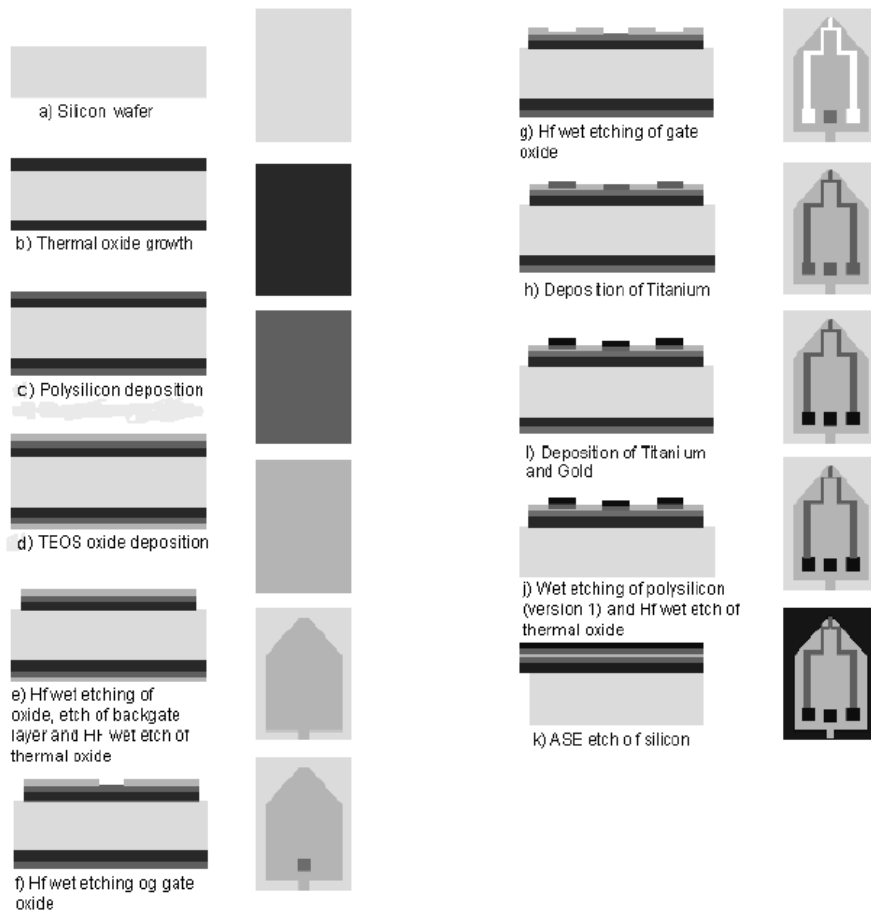 a) Silicon wafer
b) Thermal oxide growth
c) Polysilicon deposition
d) TEOS oxide deposition
e) Hf wet etching of
oxide, etch of backgate
layer and HF wet etch of
thermal oxide
f) Hf wet etching og gate
oxide
g) Hf wet etching of gate
oxide
h) Deposition of Titanium
I) Deposition of Titanium
and Gold
j) Wet etching of polysilicon
(version 1) and Hf wet etch of
thermal oxide
k) ASE etch of silicon